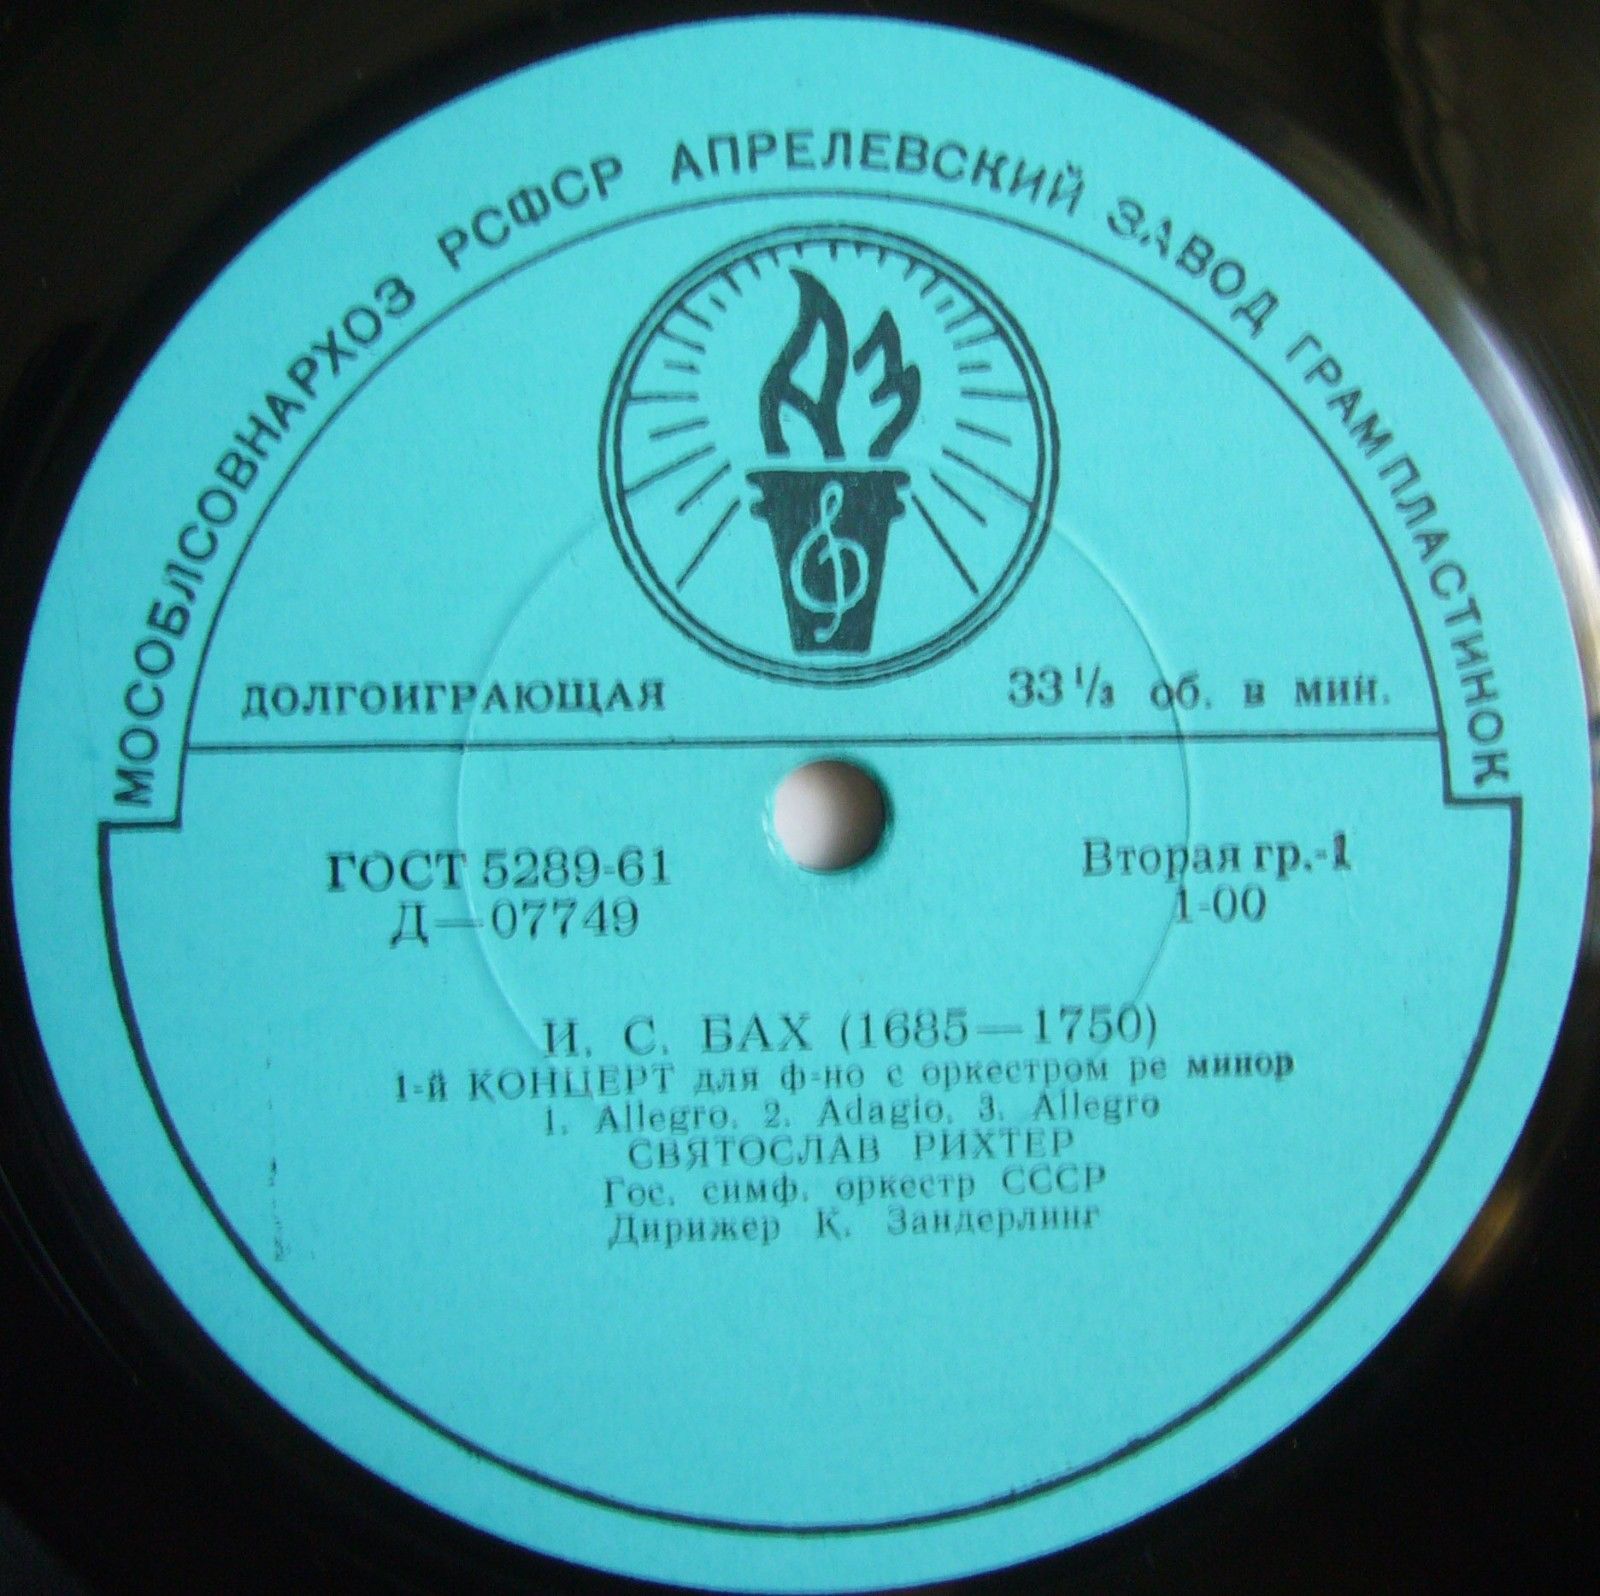 МОСОБЛСОВНАРХОЗ РСФСР АПРЕЛЕВСКИЙ ЗАВОД ГРАМПЛАСТИНОК
АЗ
ДОЛГОИГРАЮЩАЯ 33 1/3 об. в мин.
ГОСТ 5289-61 Вторая гр.-1
Д—07749 1-00
И. С. БАХ (1685—1750)
1-й КОНЦЕРТ для ф-но с оркестром ре минор
1. Allegro. 2. Adagio. 3. Allegro
СВЯТОСЛАВ РИХТЕР
Гос. симф. оркестр СССР
Дирижер К. Зандерлинг